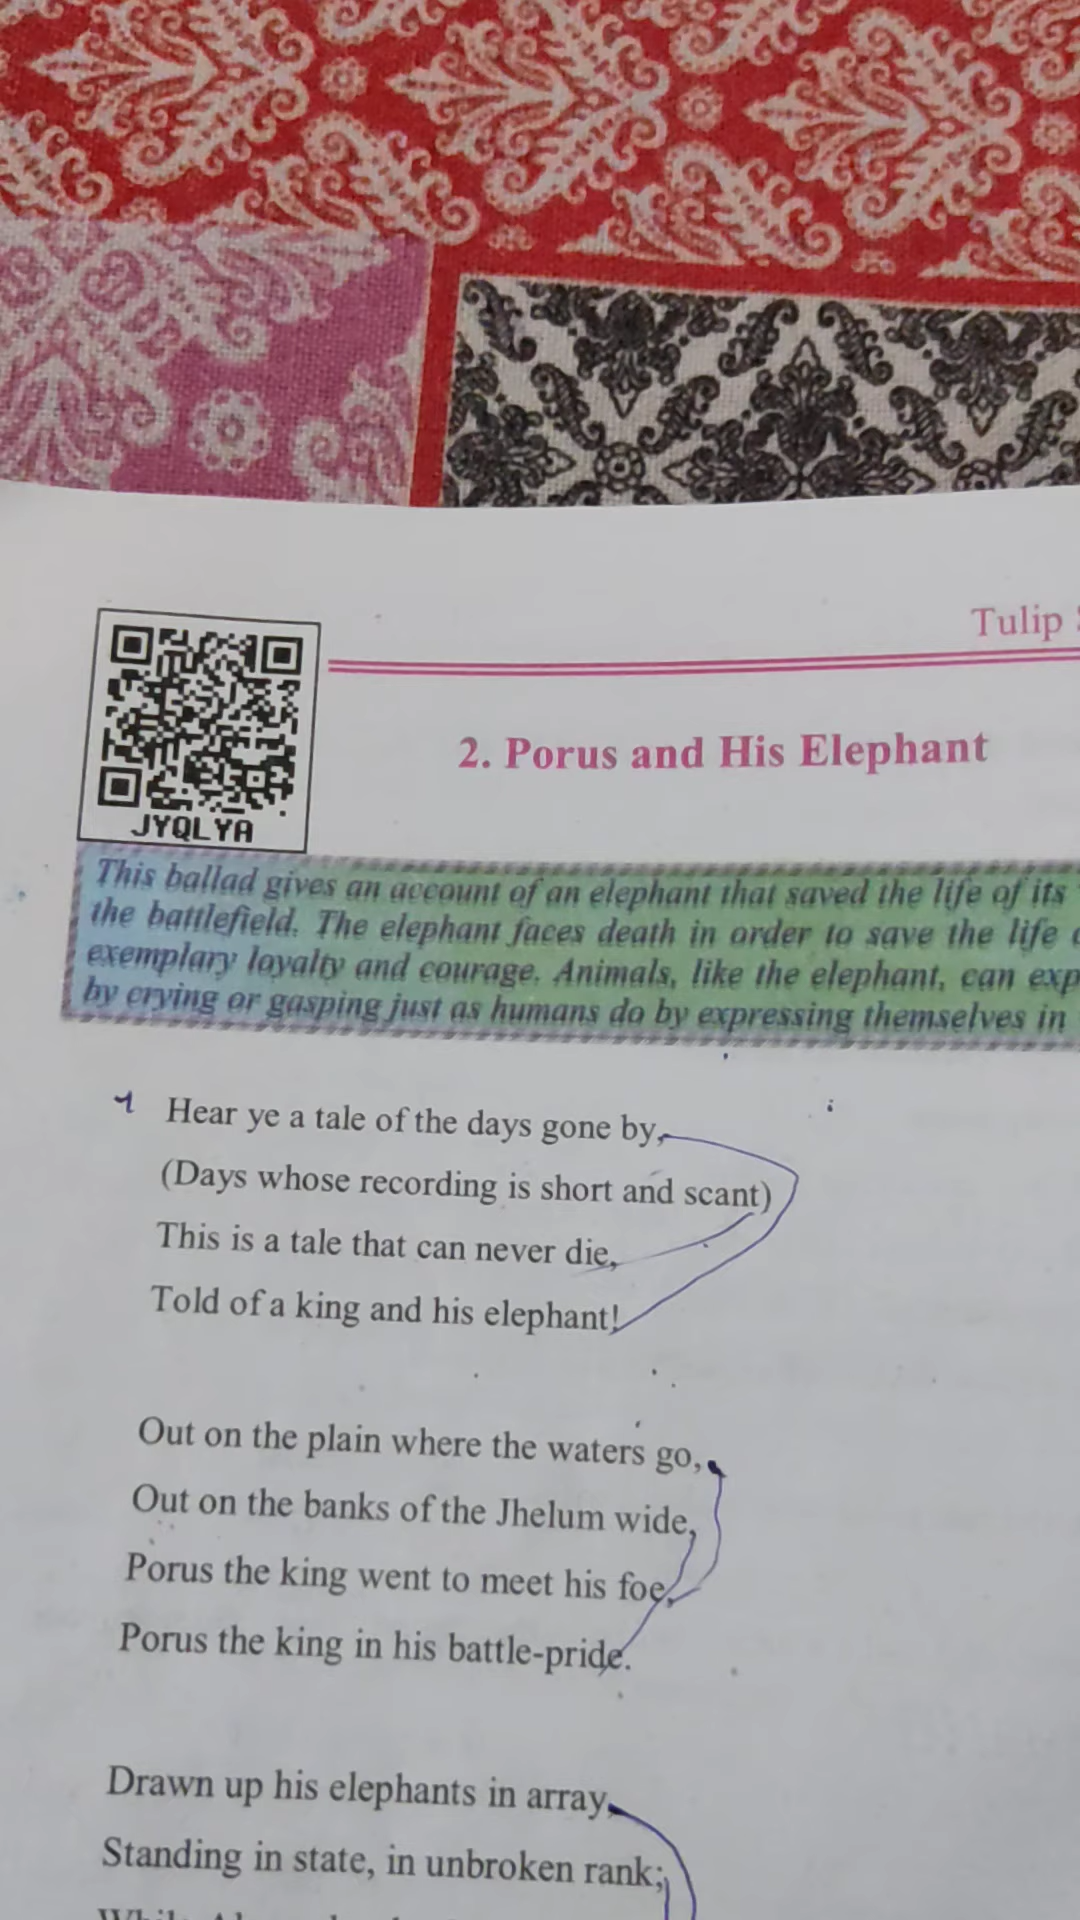 Tulip
2. Porus and His Elephant
JYQLYA
This ballad gives an account of an elephant that saved the life of its
the battlefield. The elephant faces death in order to save the life
exemplary loyalty and courage. Animals, like the elephant, can exp
by crying or gasping just as humans do by expressing themselves in
1 Hear ye a tale of the days gone by,
(Days whose recording is short and scant)
This is a tale that can never die,
Told of a king and his elephant!
Out on the plain where the waters go,
Out on the banks of the Jhelum wide,
Porus the king went to meet his foe,
Porus the king in his battle-pride.
Drawn up his elephants in array,
Standing in state, in unbroken rank;